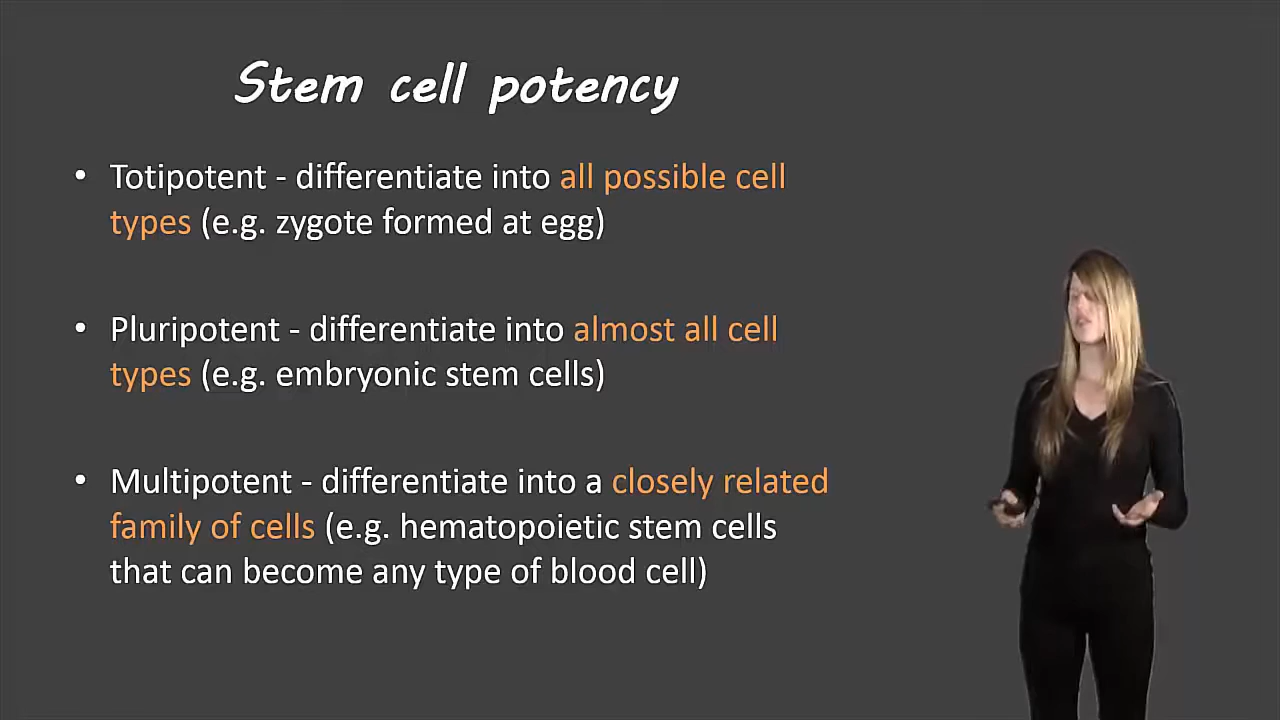 Stem cell potency
• Totipotent - differentiate into all possible cell
types (e.g. zygote formed at egg)
• Pluripotent - differentiate into almost all cell
types (e.g. embryonic stem cells)
• Multipotent - differentiate into a closely related
family of cells (e.g. hematopoietic stem cells
that can become any type of blood cell)